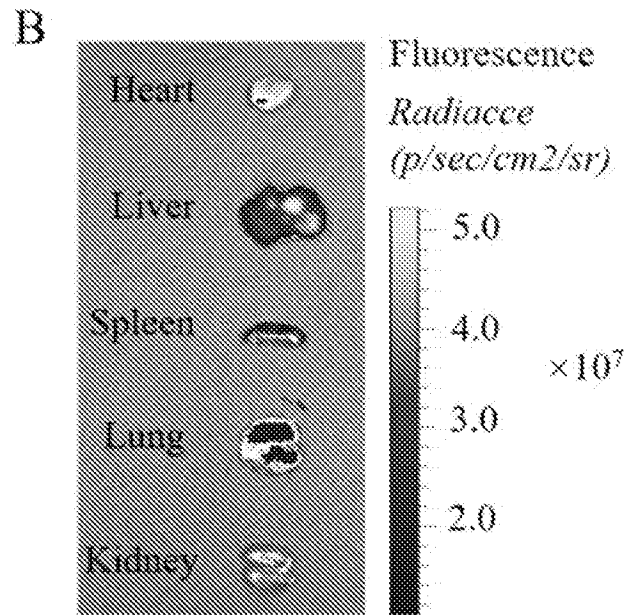 B
Heart
Liver
Spleen
Lung
Kidney
Fluorescence
Radiacce
(p/sec/cm2/sr)
5.0
4.0
×10⁷
3.0
2.0